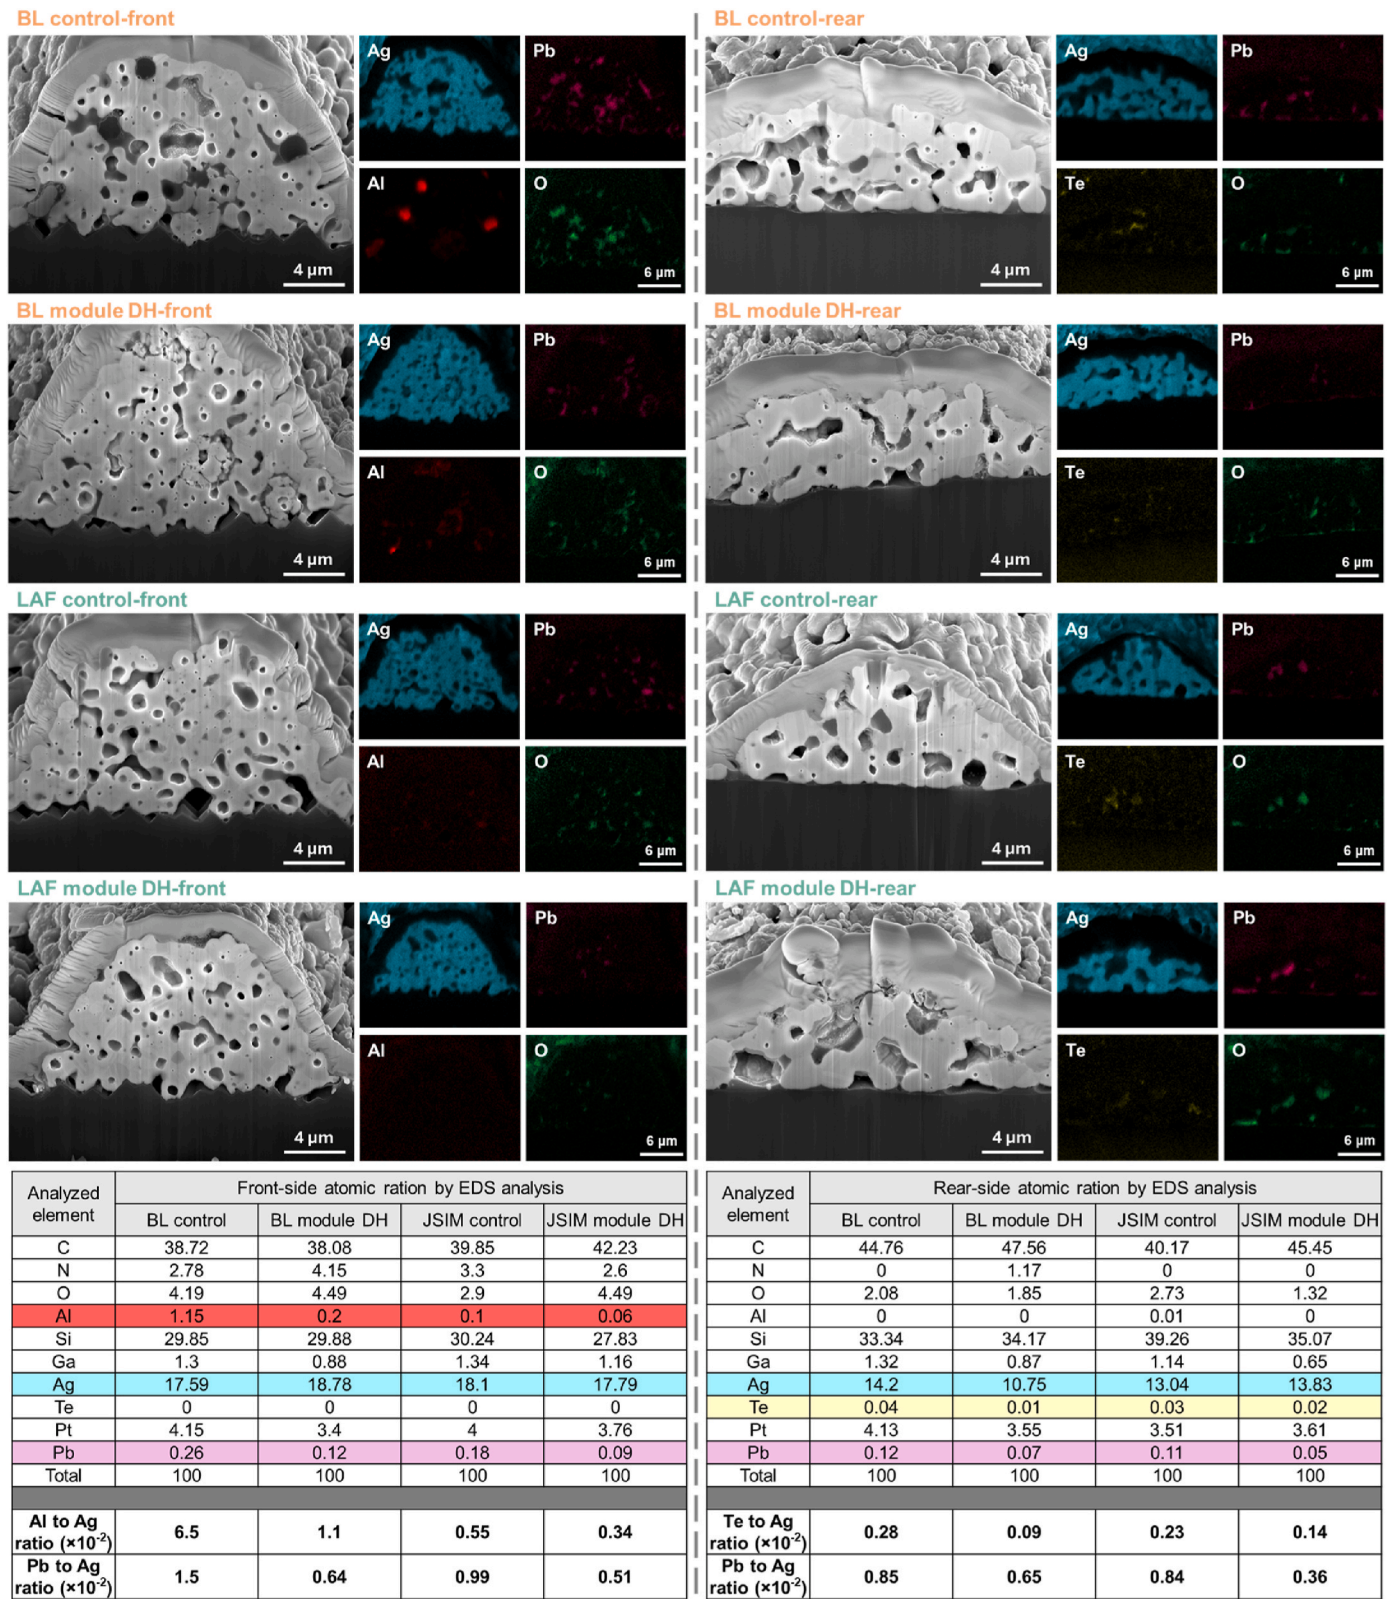 BL control-front
Ag
Pb
Al
O
4 µm
6 µm
BL control-rear
Ag
Pb
Te
O
4 µm
6 µm
BL module DH-front
Ag
Pb
Al
O
4 µm
6 µm
BL module DH-rear
Ag
Pb
Te
O
4 µm
6 µm
LAF control-front
Ag
Pb
Al
O
4 µm
6 µm
LAF control-rear
Ag
Pb
Te
O
4 µm
6 µm
LAF module DH-front
Ag
Pb
Al
O
4 µm
6 µm
LAF module DH-rear
Ag
Pb
Te
O
4 µm
6 µm
Analyzed element Front-side atomic ration by EDS analysis
BL control BL module DH JSIM control JSIM module DH
C 38.72 38.08 39.85 42.23
N 2.78 4.15 3.3 2.6
O 4.19 4.49 2.9 4.49
Al 1.15 0.2 0.1 0.06
Si 29.85 29.88 30.24 27.83
Ga 1.3 0.88 1.34 1.16
Ag 17.59 18.78 18.1 17.79
Te 0 0 0 0
Pt 4.15 3.4 4 3.76
Pb 0.26 0.12 0.18 0.09
Total 100 100 100 100
Al to Ag ratio (×10⁻²) 6.5 1.1 0.55 0.34
Pb to Ag ratio (×10⁻²) 1.5 0.64 0.99 0.51
Analyzed element Rear-side atomic ration by EDS analysis
BL control BL module DH JSIM control JSIM module DH
C 44.76 47.56 40.17 45.45
N 0 1.17 0 0
O 2.08 1.85 2.73 1.32
Al 0 0 0.01 0
Si 33.34 34.17 39.26 35.07
Ga 1.32 0.87 1.14 0.65
Ag 14.2 10.75 13.04 13.83
Te 0.04 0.01 0.03 0.02
Pt 4.13 3.55 3.51 3.61
Pb 0.12 0.07 0.11 0.05
Total 100 100 100 100
Te to Ag ratio (×10⁻²) 0.28 0.09 0.23 0.14
Pb to Ag ratio (×10⁻²) 0.85 0.65 0.84 0.36